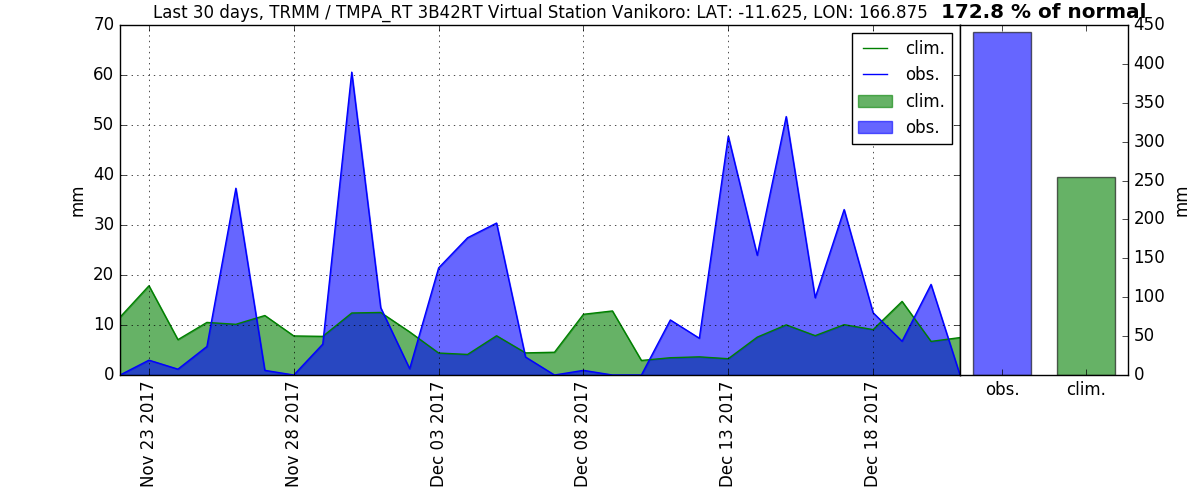 Last 30 days, TRMM / TMPA_RT 3B42RT Virtual Station Vanikoro: LAT: -11.625, LON: 166.875 172.8 % of normal
70
60
50
40
30
20
10
0
mm
clim.
obs.
clim.
obs.
450
400
350
300
250
200
150
100
50
0
mm
Nov 23 2017
Nov 28 2017
Dec 03 2017
Dec 08 2017
Dec 13 2017
Dec 18 2017
obs.
clim.